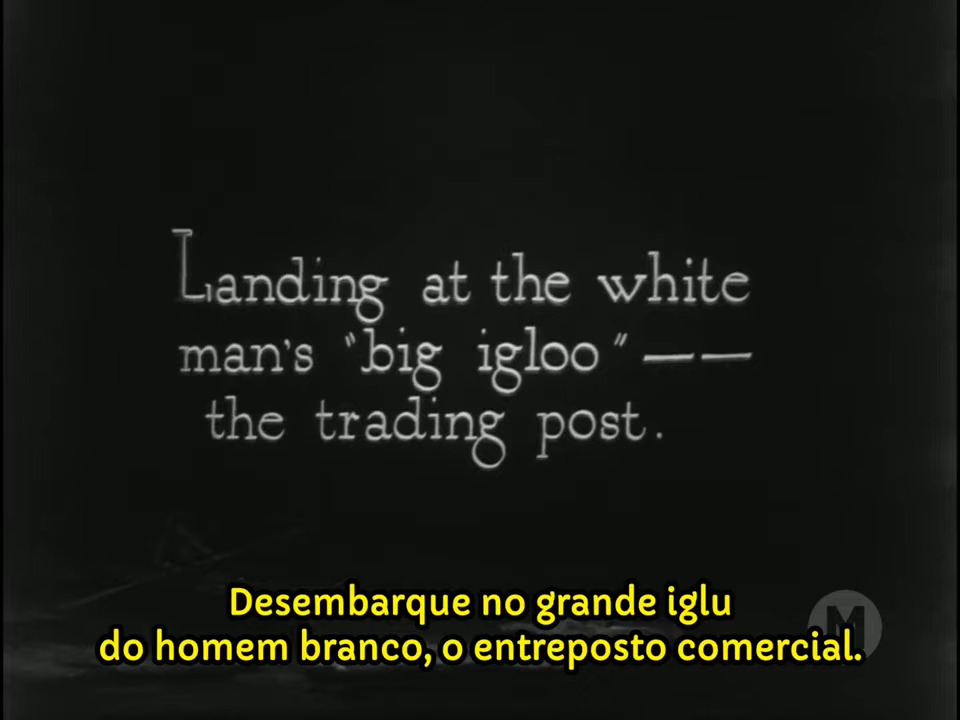 Landing at the white
man's "big igloo" — —
the trading post.
Desembarque no grande iglu
do homem branco, o entreposto comercial.
M